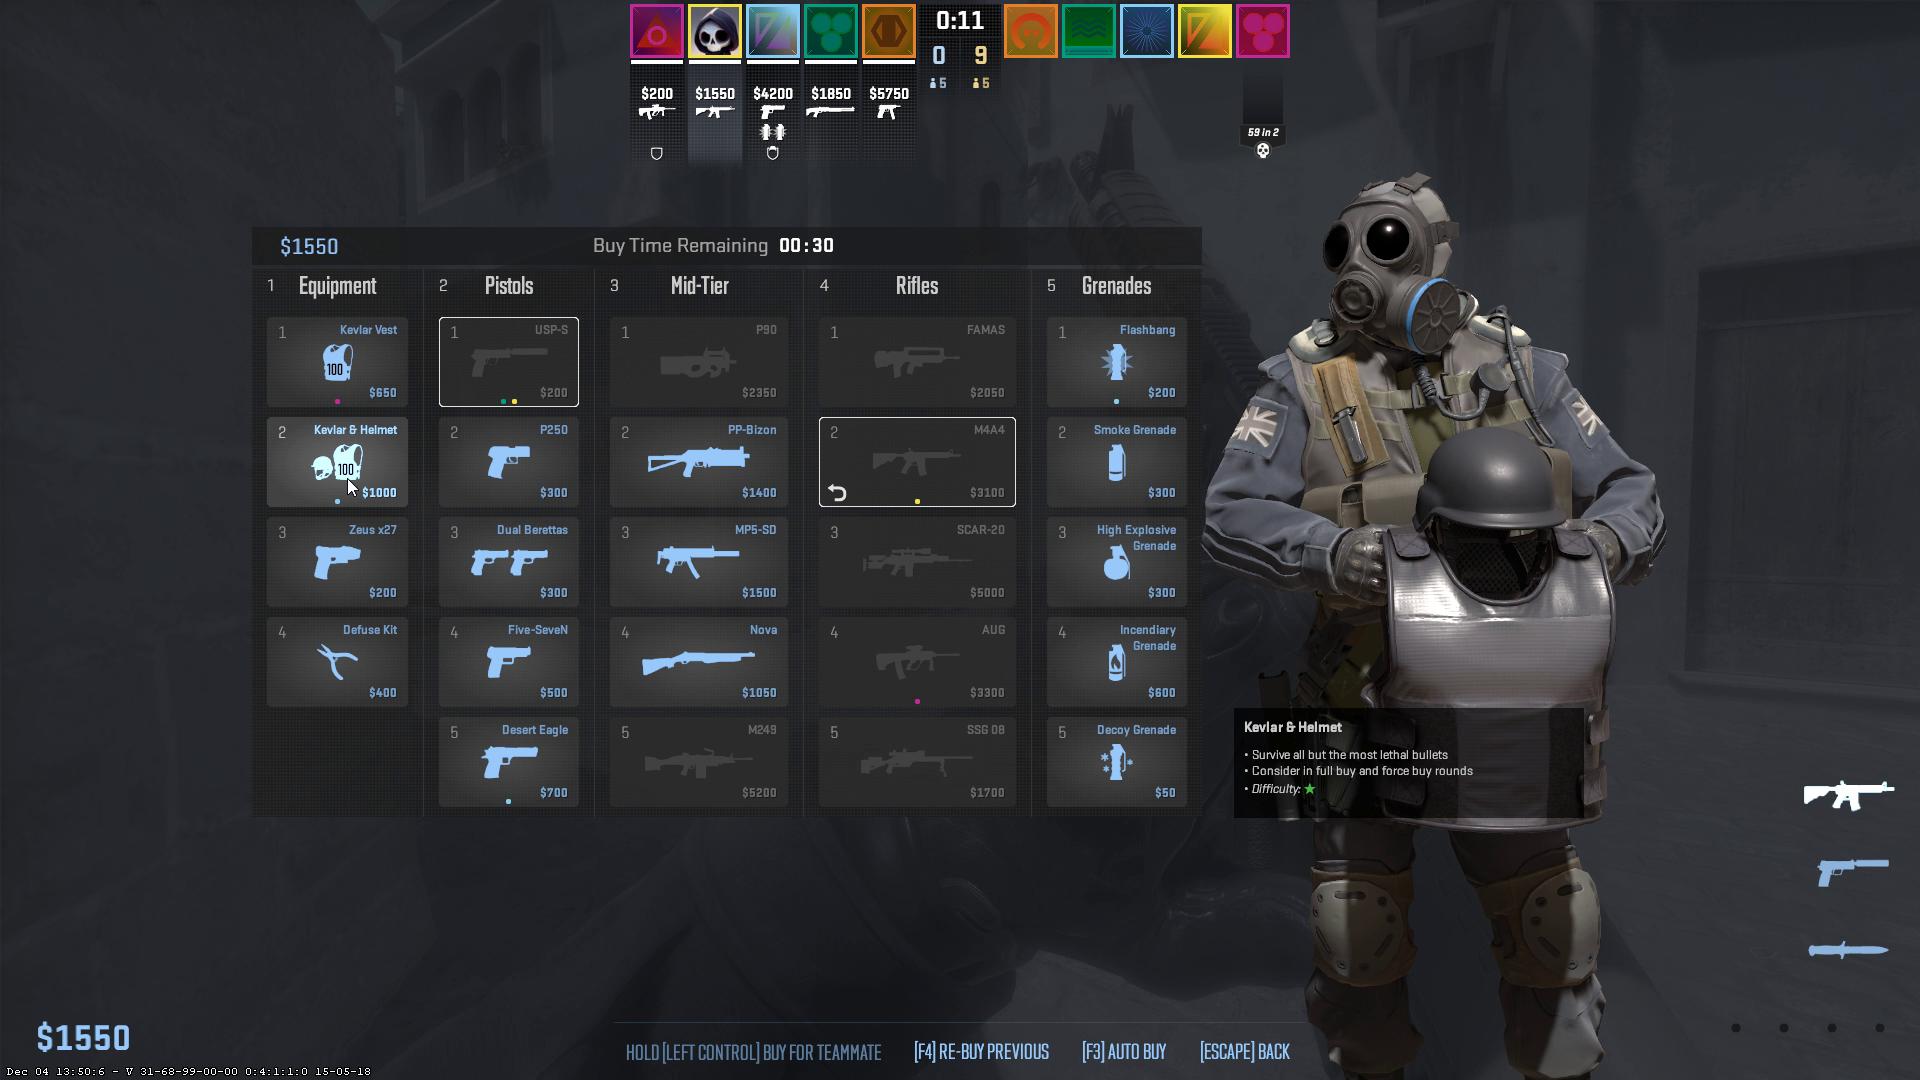 0:11
0 9
5 5
$200 $1550 $4200 $1850 $5750
59 in 2
$1550 Buy Time Remaining 00:30
1 Equipment
1 Kevlar Vest
100
$650
2 Kevlar & Helmet
100
$1000
3 Zeus x27
$200
4 Defuse Kit
$400
2 Pistols
1 USP-S
$200
2 P250
$300
3 Dual Berettas
$300
4 Five-SeveN
$500
5 Desert Eagle
$700
3 Mid-Tier
1 P90
$2350
2 PP-Bizon
$1400
3 MP5-SD
$1500
4 Nova
$1050
5 M249
$5200
4 Rifles
1 FAMAS
$2050
2 M4A4
$3100
3 SCAR-20
$5000
4 AUG
$3300
5 SSG 08
$1700
5 Grenades
1 Flashbang
$200
2 Smoke Grenade
$300
3 High Explosive
Grenade
$300
4 Incendiary
Grenade
$600
5 Decoy Grenade
$50
Kevlar & Helmet
• Survive all but the most lethal bullets
• Consider in full buy and force buy rounds
• Difficulty: ★
$1550
HOLD [LEFT CONTROL] BUY FOR TEAMMATE [F4] RE-BUY PREVIOUS [F3] AUTO BUY [ESCAPE] BACK
Dec 04 13:50:6 - V 31-68-99-00-00 0:4:1:1:0 15-05-18